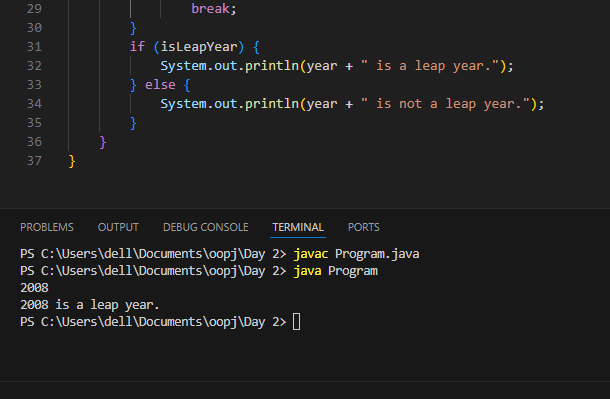 29 break;
30 }
31 if (isLeapYear) {
32 System.out.println(year + " is a leap year.");
33 } else {
34 System.out.println(year + " is not a leap year.");
35 }
36 }
37 }
PROBLEMS OUTPUT DEBUG CONSOLE TERMINAL PORTS
PS C:\Users\dell\Documents\oopj\Day 2> javac Program.java
PS C:\Users\dell\Documents\oopj\Day 2> java Program
2008
2008 is a leap year.
PS C:\Users\dell\Documents\oopj\Day 2>